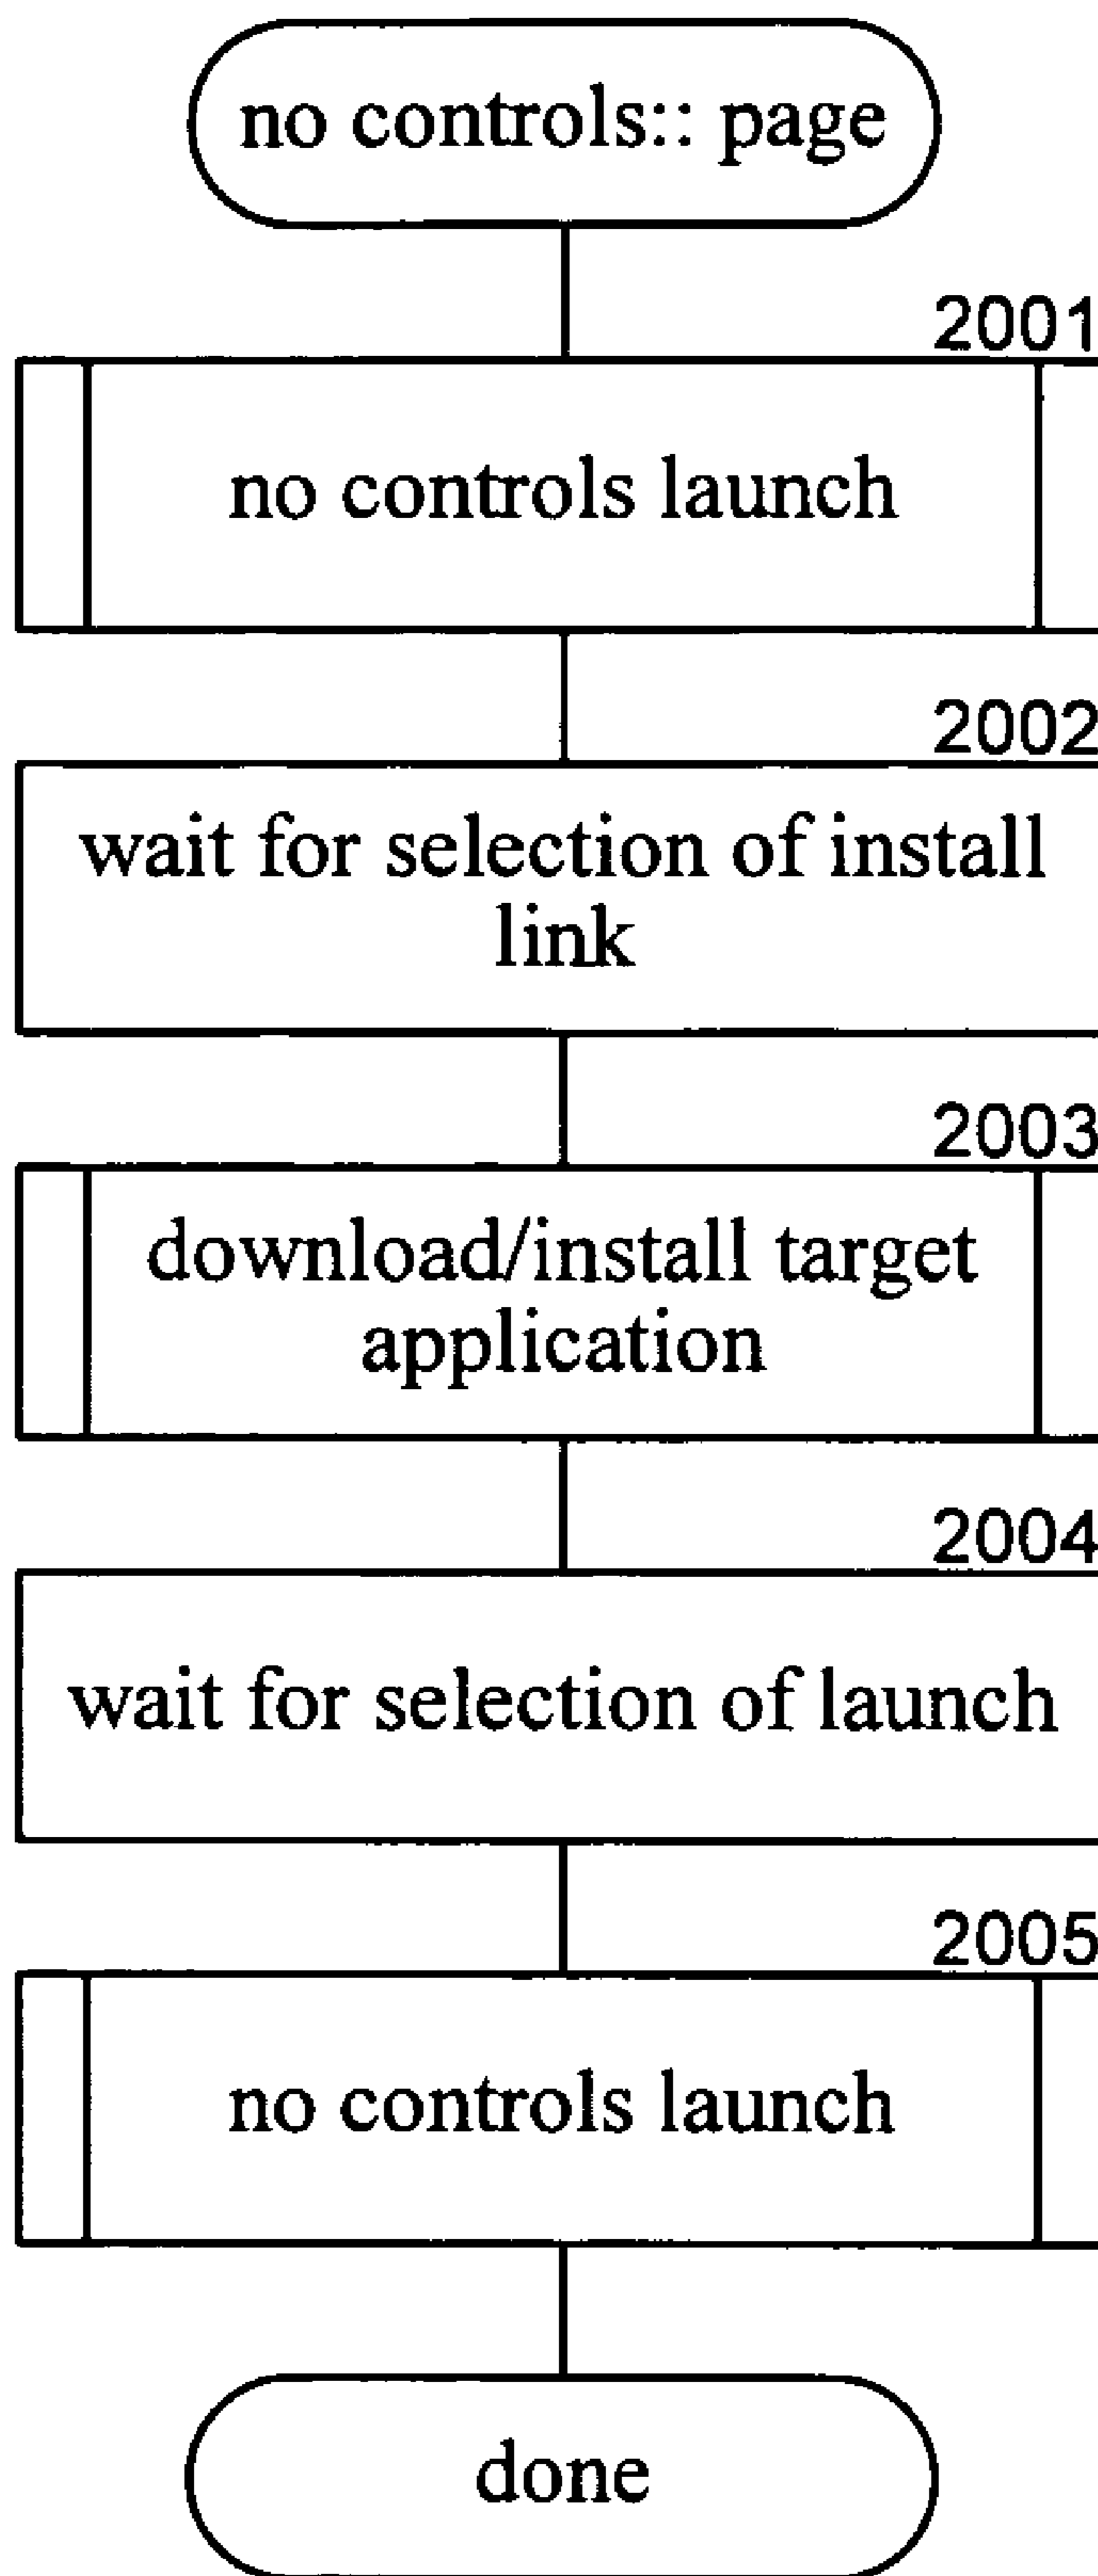 no controls:: page
2001
no controls launch
2002
wait for selection of install
link
2003
download/install target
application
2004
wait for selection of launch
2005
no controls launch
done